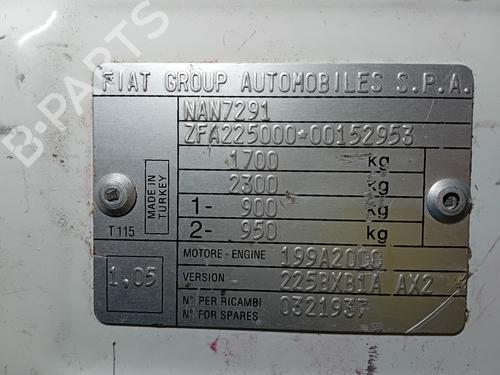 FIAT GROUP AUTOMOBILES S.P.A.
NAN7291
ZFA225000*00152953
1700 kg
2300 kg
1- 900 kg
2- 950 kg
MADE IN TURKEY
T115
MOTORE - ENGINE 199A2000
1,05
VERSION 225BXB1A AX2
N° PER RICAMBI
N° FOR SPARES 0321937
B-PARTS